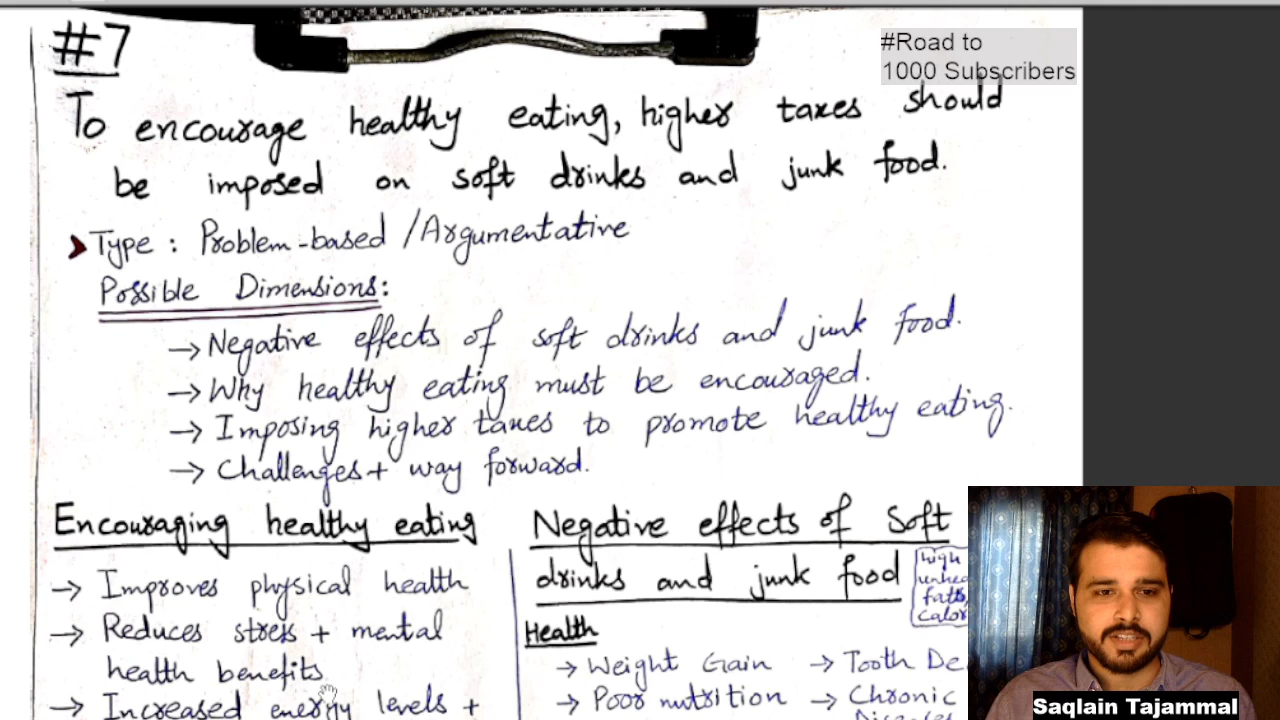 #7
#Road to
1000 Subscribers
To encourage healthy eating, higher taxes should
be imposed on soft drinks and junk food.
Type : Problem-based / Argumentative
Possible Dimensions:
→ Negative effects of soft drinks and junk food.
→ Why healthy eating must be encouraged.
→ Imposing higher taxes to promote healthy eating.
→ Challenges + way forward.
Encouraging healthy eating
→ Improves physical health
→ Reduces stress + mental
health benefits
→ Increased energy levels +
Negative effects of Soft
drinks and junk food
high
fats
Health
→ Weight Gain → Tooth
→ Poor nutrition → Chronic
Saqlain Tajammal